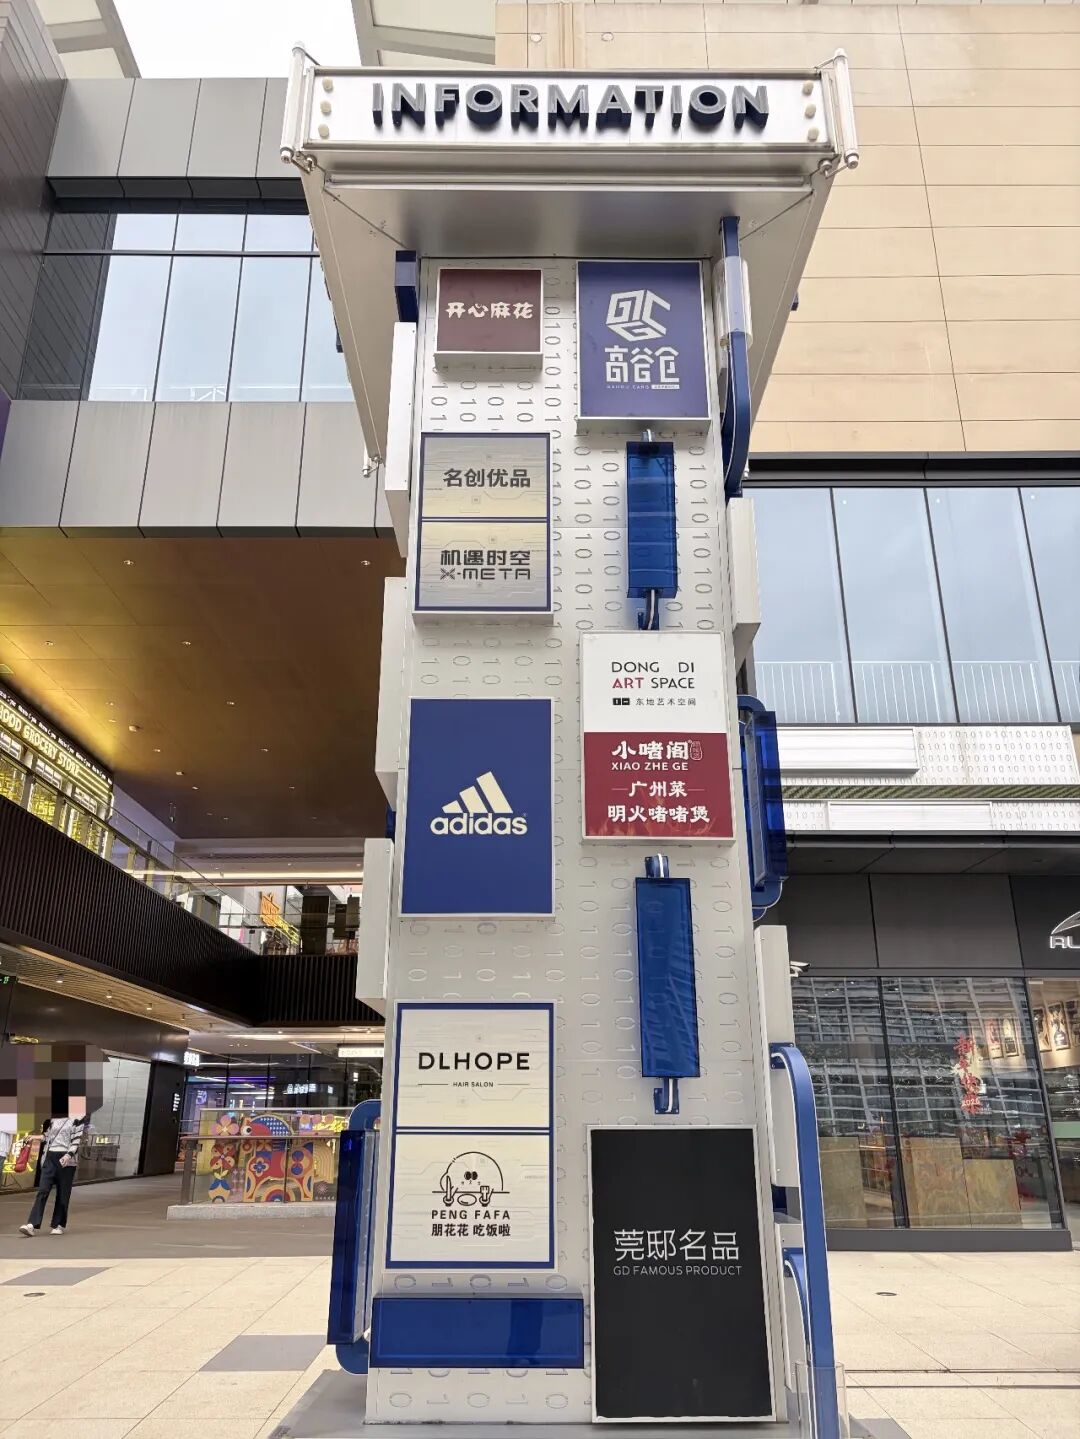 INFORMATION
开心麻花
高谷仓
名创优品
机遇时空
X-META
DONG DI
ART SPACE
东地艺术空间
小啫阁
XIAO ZHE GE
广州菜
明火啫啫煲
adidas
DLHOPE
HAIR SALON
PENG FAFA
朋花花 吃饭啦
莞邸名品
GD FAMOUS PRODUCT
GROCERY STORE
2025